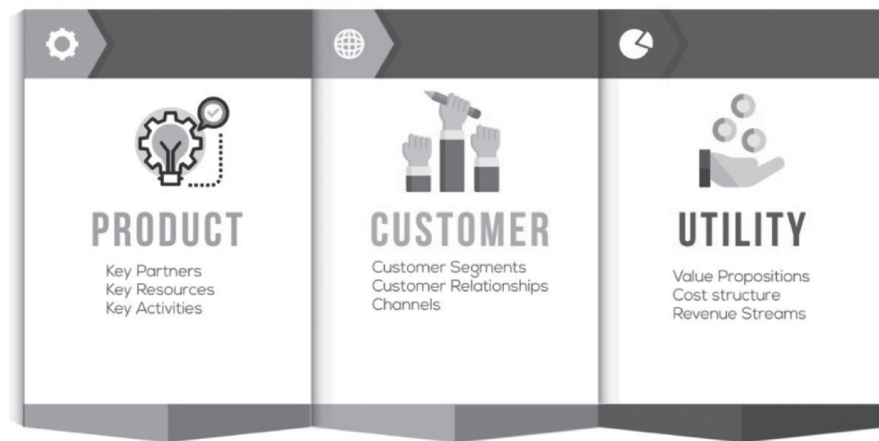 PRODUCT
Key Partners
Key Resources
Key Activities
CUSTOMER
Customer Segments
Customer Relationships
Channels
UTILITY
Value Propositions
Cost structure
Revenue Streams